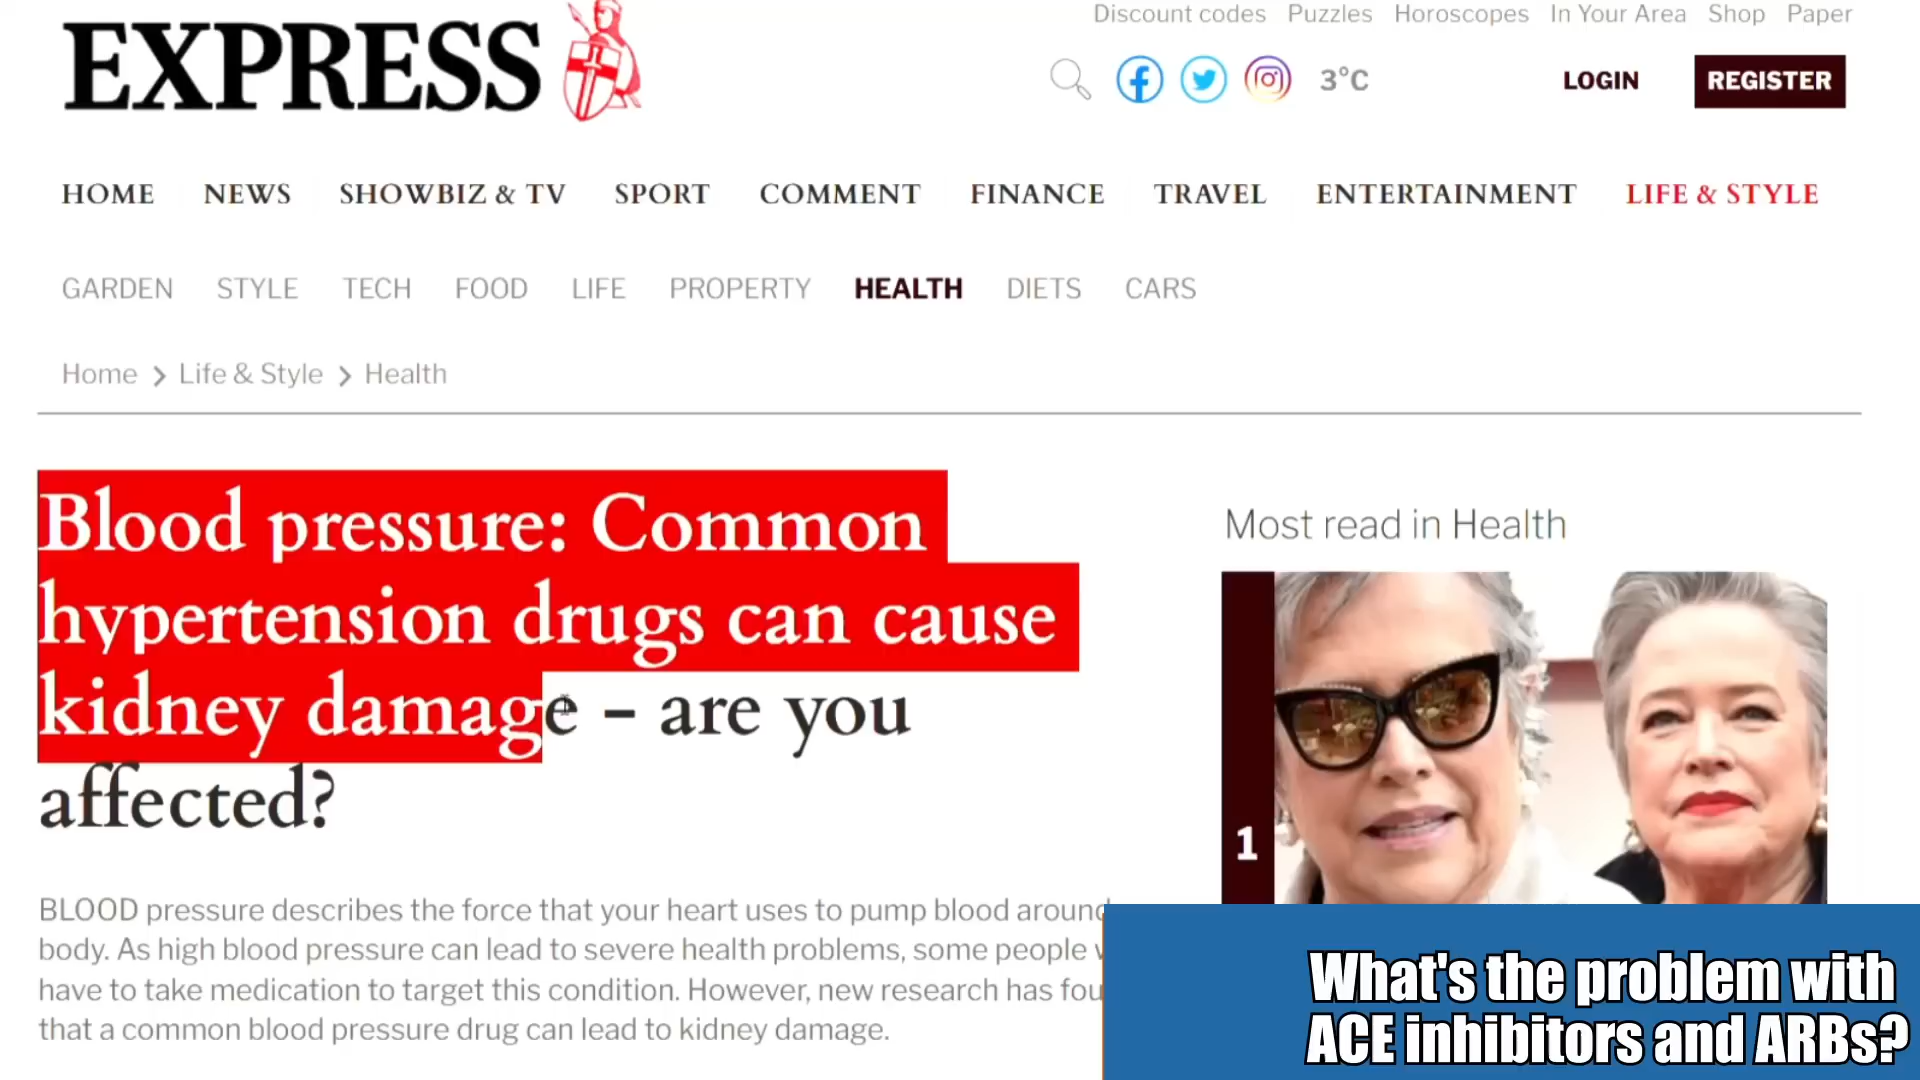 Discount codes Puzzles Horoscopes In Your Area Shop Paper
EXPRESS
3°C
LOGIN
REGISTER
HOME NEWS SHOWBIZ & TV SPORT COMMENT FINANCE TRAVEL ENTERTAINMENT LIFE & STYLE
GARDEN STYLE TECH FOOD LIFE PROPERTY HEALTH DIETS CARS
Home > Life & Style > Health
Blood pressure: Common
hypertension drugs can cause
kidney damage – are you
affected?
BLOOD pressure describes the force that your heart uses to pump blood around
body. As high blood pressure can lead to severe health problems, some people
have to take medication to target this condition. However, new research has
that a common blood pressure drug can lead to kidney damage.
Most read in Health
1
What's the problem with
ACE inhibitors and ARBs?